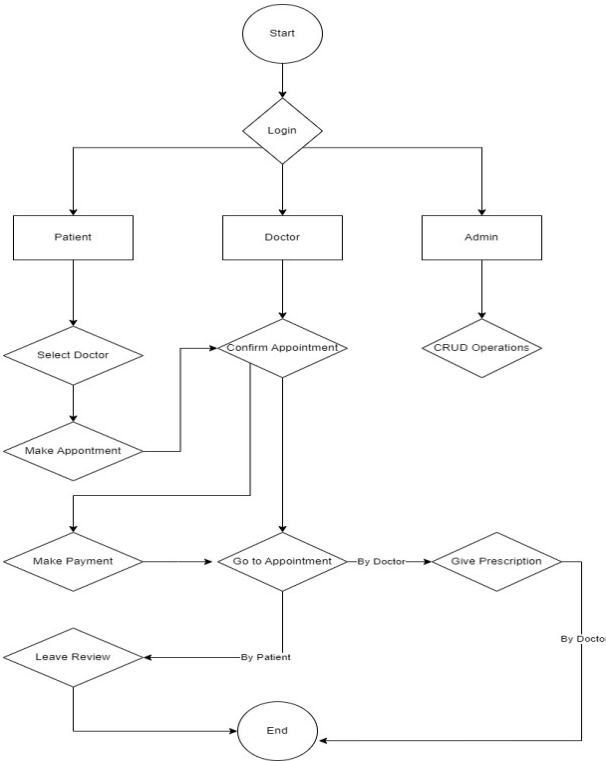 Start
Login
Patient
Doctor
Admin
Select Doctor
Confirm Appointment
CRUD Operations
Make Appontment
Make Payment
Go to Appointment
By Doctor
Give Prescription
By Docto
Leave Review
By Patient
End